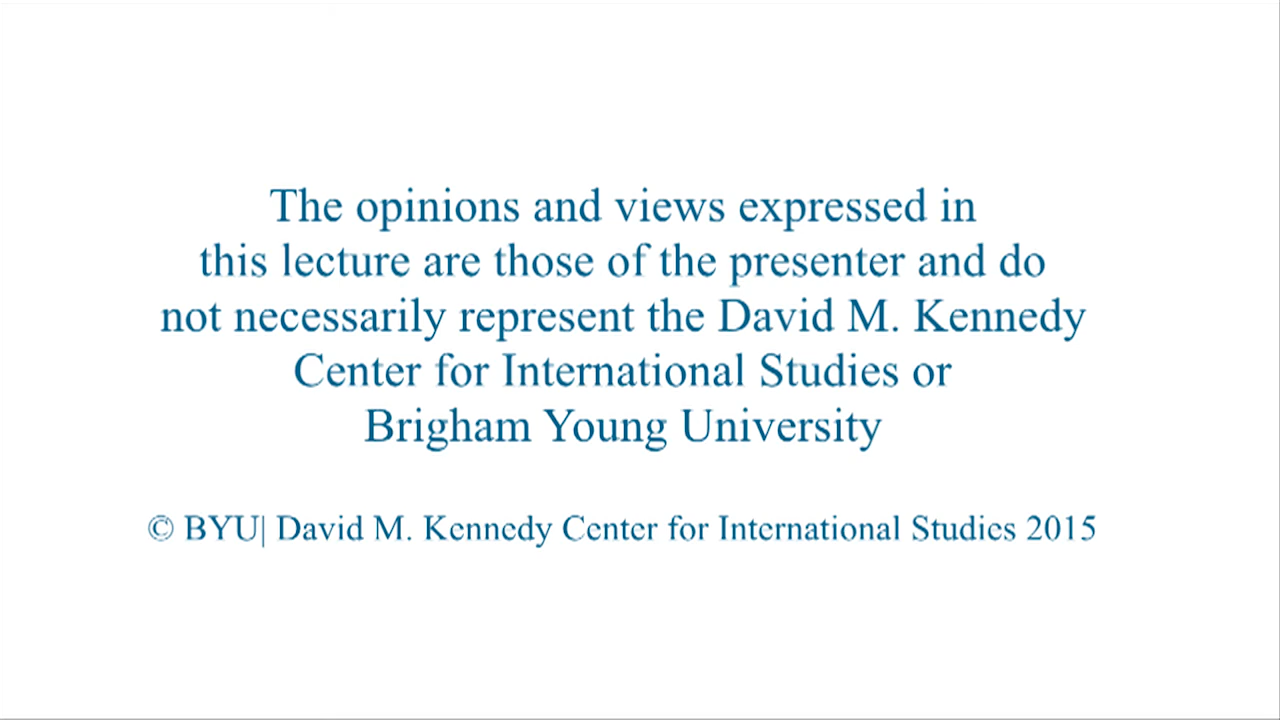 The opinions and views expressed in
this lecture are those of the presenter and do
not necessarily represent the David M. Kennedy
Center for International Studies or
Brigham Young University
© BYU| David M. Kennedy Center for International Studies 2015